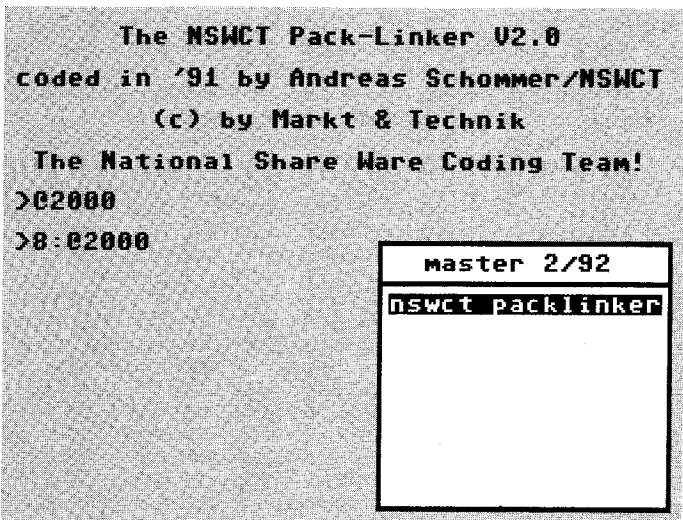 The NSWCT Pack-Linker V2.0
coded in '91 by Andreas Schommer/NSWCT
(c) by Markt & Technik
The National Share Ware Coding Team!
>@2000
>8:@2000
master 2/92
nswct packlinker